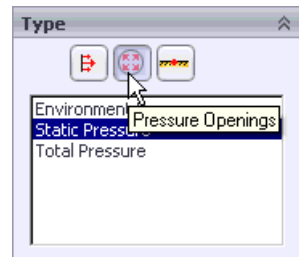 Type
Environment
Pressure Openings
Static Pressure
Total Pressure